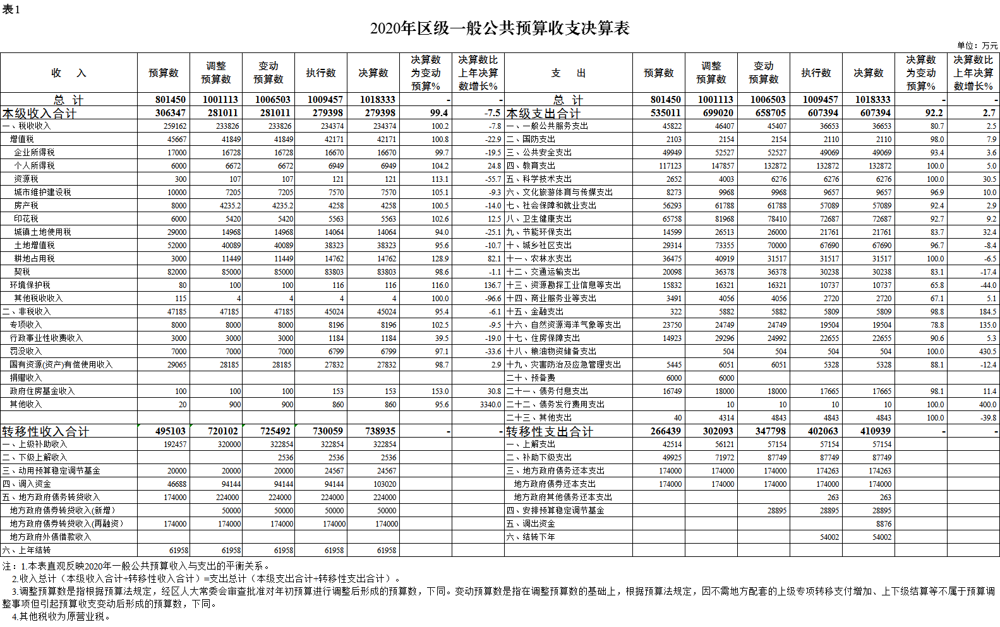 表1
2020年区级一般公共预算收支决算表
单位：万元
收　入 预算数 调整预算数 变动预算数 执行数 决算数 决算数为变动预算% 决算数比上年决算数增长% 支　出 预算数 调整预算数 变动预算数 执行数 决算数 决算数为变动预算% 决算数比上年决算数增长%
总 计 801450 1001113 1006503 1009457 1018333 - - 总 计 801450 1001113 1006503 1009457 1018333 - -
本级收入合计 306347 281011 281011 279398 279398 99.4 -7.5 本级支出合计 535011 699020 658705 607394 607394 92.2 2.7
一、税收收入 259162 233826 233826 234374 234374 100.2 -7.8 一、一般公共服务支出 45822 46407 45407 36653 36653 80.7 2.5
增值税 45667 41849 41849 42171 42171 100.8 -22.9 二、国防支出 2103 2154 2154 2110 2110 98.0 7.9
企业所得税 17000 16728 16728 16670 16670 99.7 -19.5 三、公共安全支出 49949 52527 52527 49069 49069 93.4 3.6
个人所得税 6000 6672 6672 6949 6949 104.2 24.8 四、教育支出 117123 147857 132872 132872 132872 100.0 5.0
资源税 300 107 107 121 121 113.1 -55.7 五、科学技术支出 2652 4003 6276 6276 6276 100.0 30.5
城市维护建设税 10000 7205 7205 7570 7570 105.1 -9.3 六、文化旅游体育与传媒支出 8273 9968 9968 9657 9657 96.9 10.0
房产税 8000 4235.2 4235.2 4258 4258 100.5 -14.0 七、社会保障和就业支出 56293 61788 61788 57089 57089 92.4 2.9
印花税 6000 5420 5420 5563 5563 102.6 12.5 八、卫生健康支出 65758 81968 78410 72687 72687 92.7 9.2
城镇土地使用税 29000 14968 14968 14064 14064 94.0 -25.1 九、节能环保支出 14599 26513 26000 21761 21761 83.7 32.4
土地增值税 52000 40089 40089 38323 38323 95.6 -10.7 十、城乡社区支出 29314 73355 70000 67690 67690 96.7 -8.4
耕地占用税 3000 11449 11449 14762 14762 128.9 82.1 十一、农林水支出 36475 40919 31517 31517 31517 100.0 -6.5
契税 82000 85000 85000 83803 83803 98.6 -1.1 十二、交通运输支出 20098 36378 36378 30238 30238 83.1 -17.4
环境保护税 80 100 100 116 116 116.0 136.7 十三、资源勘探工业信息等支出 15832 16321 16321 10737 10737 65.8 -44.0
其他税收收入 115 4 4 4 4 100.0 -96.6 十四、商业服务业等支出 3491 4056 4056 2720 2720 67.1 5.1
二、非税收入 47185 47185 47185 45024 45024 95.4 -6.1 十五、金融支出 322 5882 5882 5809 5809 98.8 184.5
专项收入 8000 8000 8000 8196 8196 102.5 -9.5 十六、自然资源海洋气象等支出 23750 24749 24749 19504 19504 78.8 135.0
行政事业性收费收入 3000 3000 3000 1184 1184 39.5 -19.0 十七、住房保障支出 14923 29296 24992 22655 22655 90.6 5.3
罚没收入 7000 7000 7000 6799 6799 97.1 -33.6 十八、粮油物资储备支出 504 504 504 504 100.0 430.5
国有资源(资产)有偿使用收入 29065 28185 28185 27832 27832 98.7 2.9 十九、灾害防治及应急管理支出 5445 6051 6051 5328 5328 88.1 -12.4
捐赠收入 二十、预备费 6000 6000
政府住房基金收入 100 100 100 153 153 153.0 30.8 二十一、债务付息支出 16749 18000 18000 17665 17665 98.1 11.4
其他收入 20 900 900 860 860 95.6 3340.0 二十二、债务发行费用支出 10 10 10 10 100.0 400.0
二十三、其他支出 40 4314 4843 4843 4843 100.0 -39.8
转移性收入合计 495103 720102 725492 730059 738935 - - 转移性支出合计 266439 302093 347798 402063 410939 - -
一、上级补助收入 192457 320000 322854 322854 322854 一、上解支出 42514 56121 57154 57154 57154
二、下级上解收入 2536 2536 2536 二、补助下级支出 49925 71972 87749 87749 87749
三、动用预算稳定调节基金 20000 20000 20000 24567 24567 三、地方政府债务还本支出 174000 174000 174000 174263 174263
四、调入资金 46688 94144 94144 94144 103020 地方政府债券还本支出 174000 174000 174000 174000 174000
五、地方政府债务转贷收入 174000 224000 224000 224000 224000 地方政府其他债务还本支出 263 263
地方政府债券转贷收入(新增） 50000 50000 50000 50000 四、安排预算稳定调节基金 28895 28895 28895
地方政府债券转贷收入(再融资） 174000 174000 174000 174000 174000 五、调出资金 8876
地方政府外债借款收入 六、结转下年 54002 54002
六、上年结转 61958 61958 61958 61958 61958
注：1.本表直观反映2020年一般公共预算收入与支出的平衡关系。
2.收入总计（本级收入合计+转移性收入合计）=支出总计（本级支出合计+转移性支出合计）。
3.调整预算数是指根据预算法规定，经区人大常委会审查批准对年初预算进行调整后形成的预算数，下同。变动预算数是指在调整预算数的基础上，根据预算法规定，因不需地方配套的上级专项转移支付增加、上下级结算等不属于预算调
整事项但引起预算收支变动后形成的预算数，下同。
4.其他税收为原营业税。